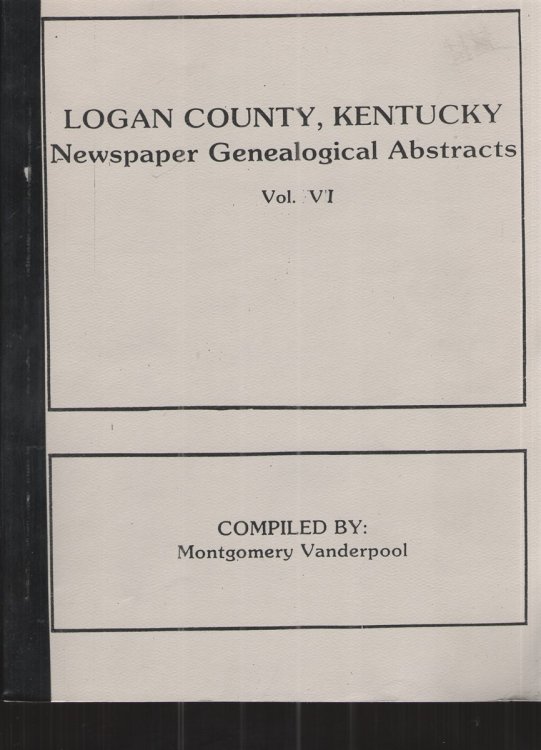 LOGAN COUNTY, KENTUCKY
Newspaper Genealogical Abstracts
Vol. VI
COMPILED BY:
Montgomery Vanderpool